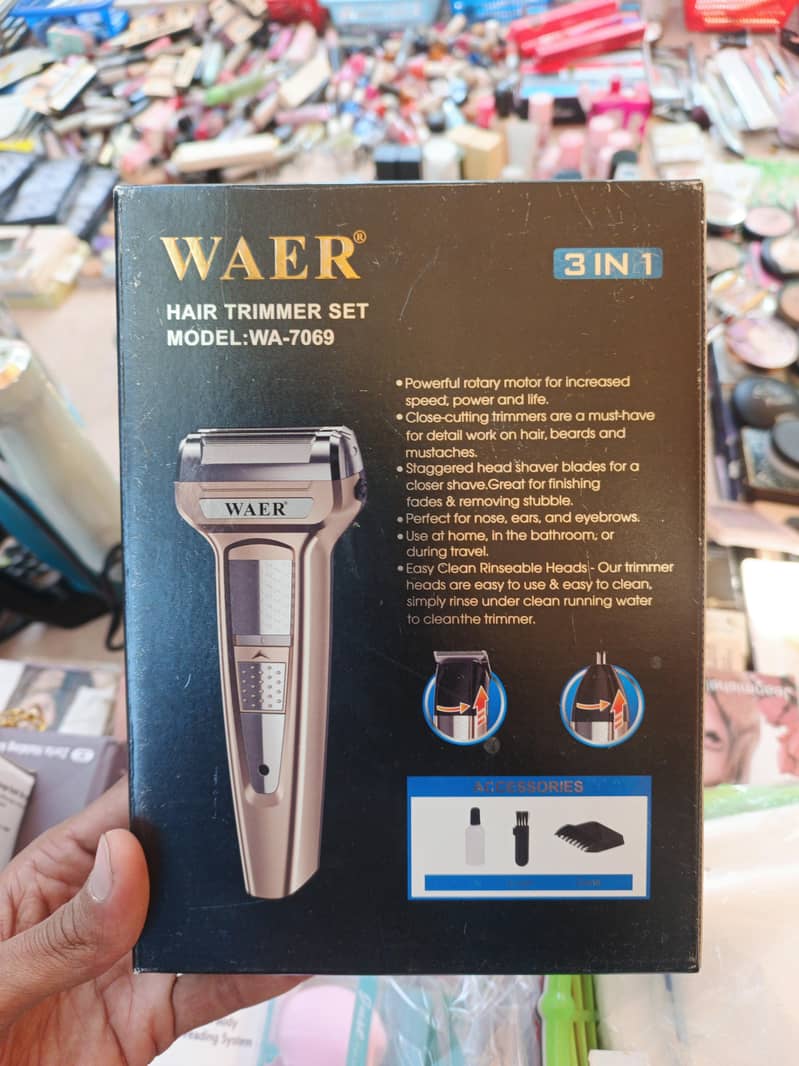 WAER®
3 IN 1
HAIR TRIMMER SET
MODEL:WA-7069
•Powerful rotary motor for increased
speed, power and life.
•Close-cutting trimmers are a must-have
for detail work on hair, beards and
mustaches.
•Staggered head shaver blades for a
closer shave.Great for finishing
fades & removing stubble.
•Perfect for nose, ears, and eyebrows.
•Use at home, in the bathroom, or
during travel.
•Easy Clean Rinseable Heads - Our trimmer
heads are easy to use & easy to clean,
simply rinse under clean running water
to cleanthe trimmer.
WAER®
ACCESSORIES